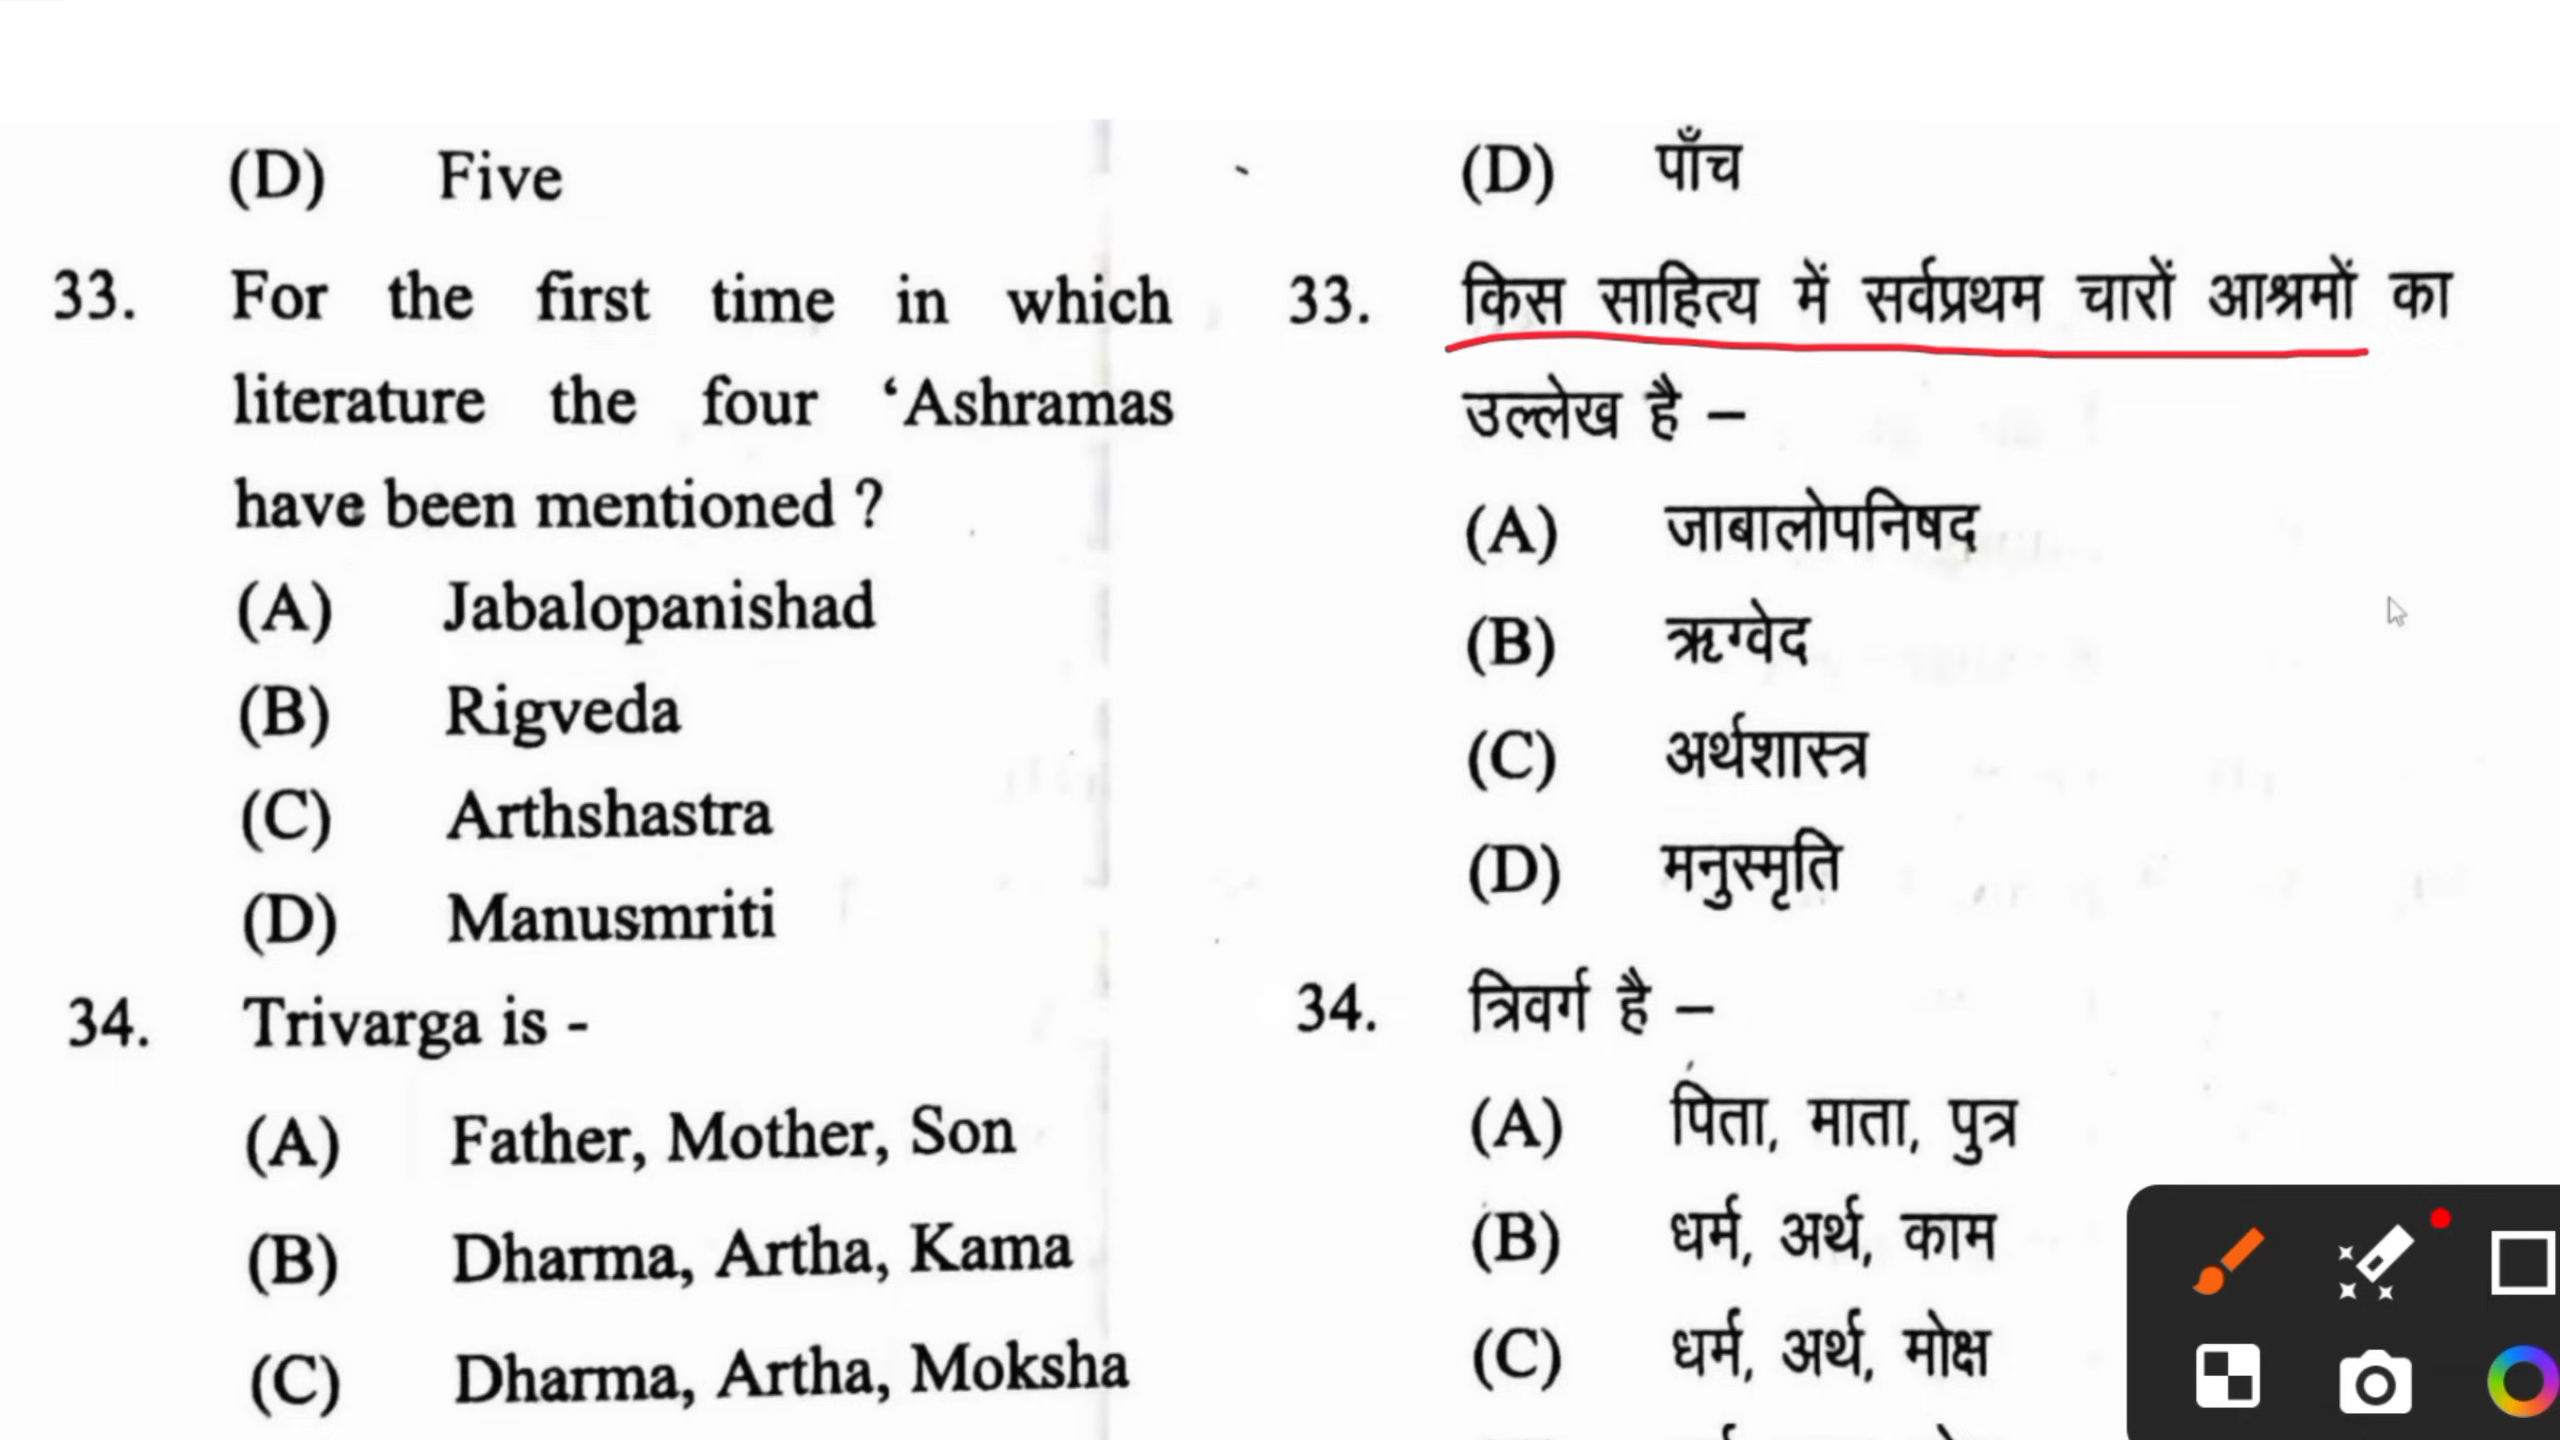 (D) Five
33. For the first time in which
literature the four ‘Ashramas
have been mentioned ?
(A) Jabalopanishad
(B) Rigveda
(C) Arthshastra
(D) Manusmriti
34. Trivarga is -
(A) Father, Mother, Son
(B) Dharma, Artha, Kama
(C) Dharma, Artha, Moksha
(D) पाँच
33. किस साहित्य में सर्वप्रथम चारों आश्रमों का
उल्लेख है –
(A) जाबालोपनिषद
(B) ऋग्वेद
(C) अर्थशास्त्र
(D) मनुस्मृति
34. त्रिवर्ग है –
(A) पिता, माता, पुत्र
(B) धर्म, अर्थ, काम
(C) धर्म, अर्थ, मोक्ष